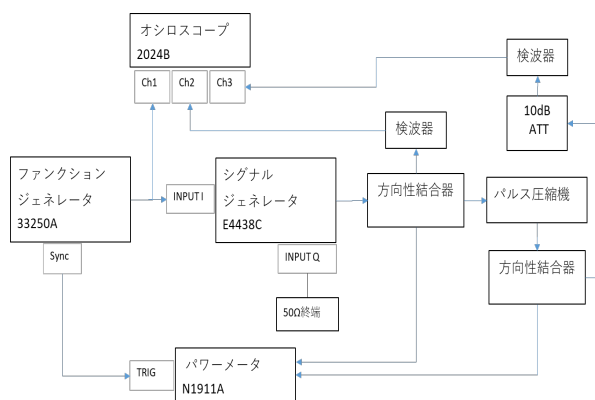 オシロスコープ
2024B
Ch1
Ch2
Ch3
検波器
10dB
ATT
検波器
ファンクション
ジェネレータ
33250A
Sync
INPUT I
シグナル
ジェネレータ
E4438C
INPUT Q
50Ω終端
方向性結合器
パルス圧縮機
方向性結合器
TRIG
パワーメータ
N1911A